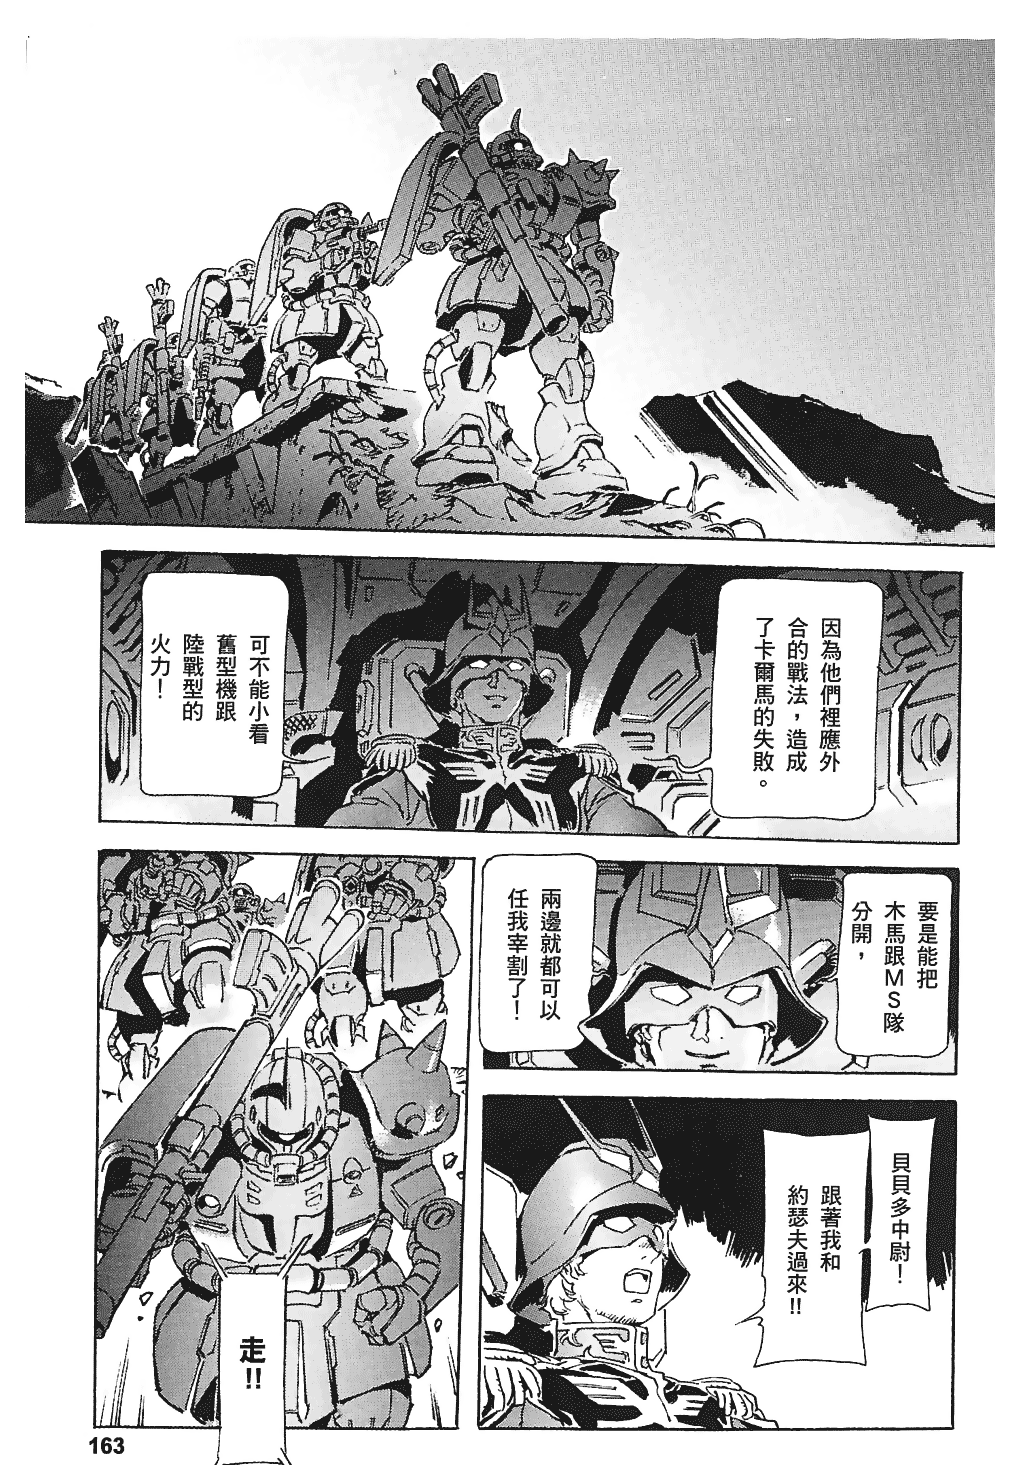 因為他們裡應外
合的戰法，造成
了卡爾馬的失敗。
可不能小看
舊型機跟
陸戰型的
火力！
要是能把
木馬跟MS隊
分開，
兩邊就都可以
任我宰割了！
貝貝多中尉！
跟著我和
約瑟夫過來!!
走!!
163